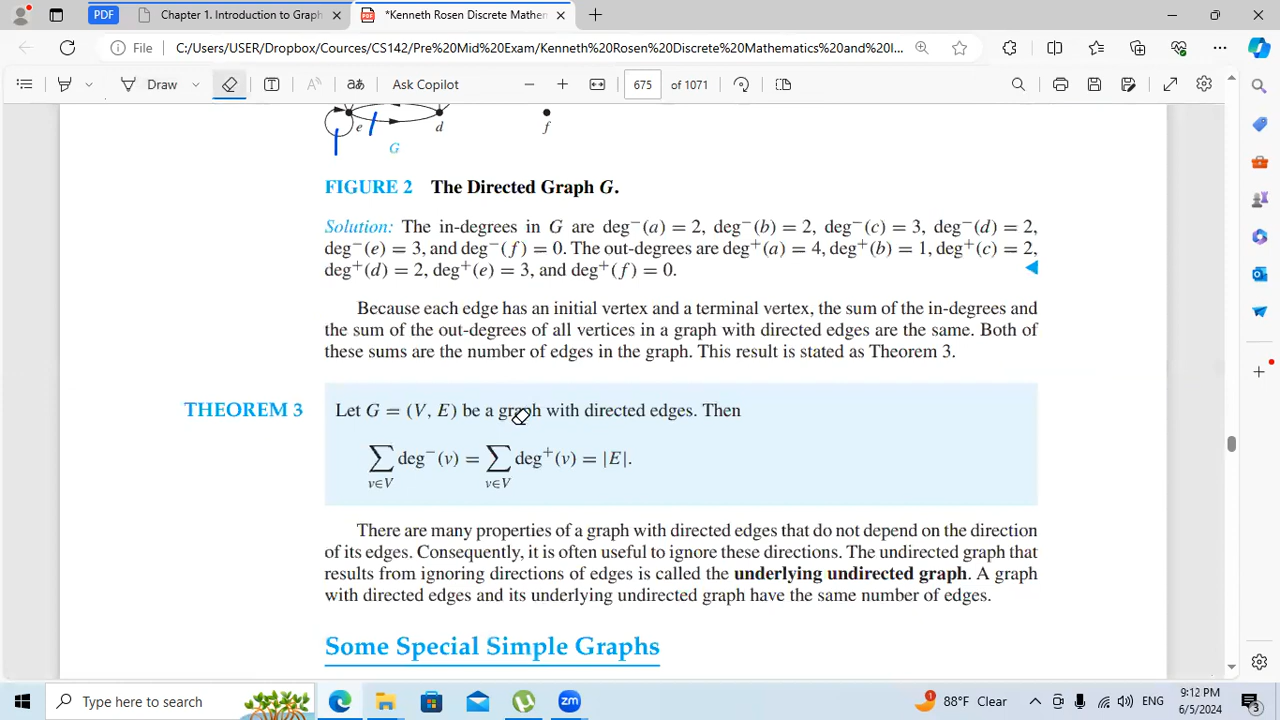 PDF
Chapter 1. Introduction to Graph
*Kenneth Rosen Discrete Mathem
File
C:/Users/USER/Dropbox/Cources/CS142/Pre%20Mid%20Exam/Kenneth%20Rosen%20Discrete%20Mathematics%20and%20I...
Draw
aあ
Ask Copilot
675 of 1071
e d f
G
FIGURE 2 The Directed Graph G.
Solution: The in-degrees in G are deg⁻(a) = 2, deg⁻(b) = 2, deg⁻(c) = 3, deg⁻(d) = 2,
deg⁻(e) = 3, and deg⁻(f) = 0. The out-degrees are deg⁺(a) = 4, deg⁺(b) = 1, deg⁺(c) = 2,
deg⁺(d) = 2, deg⁺(e) = 3, and deg⁺(f) = 0.
Because each edge has an initial vertex and a terminal vertex, the sum of the in-degrees and
the sum of the out-degrees of all vertices in a graph with directed edges are the same. Both of
these sums are the number of edges in the graph. This result is stated as Theorem 3.
THEOREM 3
Let G = (V, E) be a graph with directed edges. Then
∑ deg⁻(v) = ∑ deg⁺(v) = |E|.
v∈V v∈V
There are many properties of a graph with directed edges that do not depend on the direction
of its edges. Consequently, it is often useful to ignore these directions. The undirected graph that
results from ignoring directions of edges is called the underlying undirected graph. A graph
with directed edges and its underlying undirected graph have the same number of edges.
Some Special Simple Graphs
Type here to search
zm
1
88°F Clear
ENG
9:12 PM
6/5/2024
3